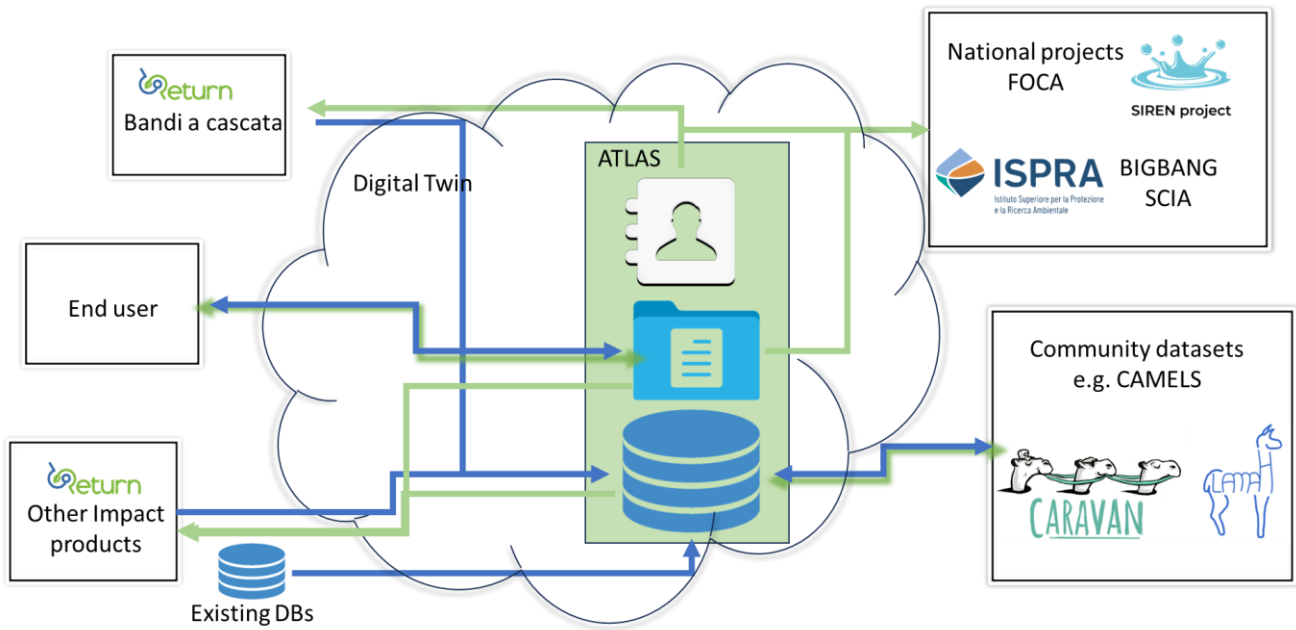 Return
Bandi a cascata
Digital Twin
ATLAS
National projects
FOCA
SIREN project
ISPRA
Istituto Superiore per la Protezione
e la Ricerca Ambientale
BIGBANG
SCIA
End user
Community datasets
e.g. CAMELS
CARAVAN
Return
Other Impact
products
Existing DBs